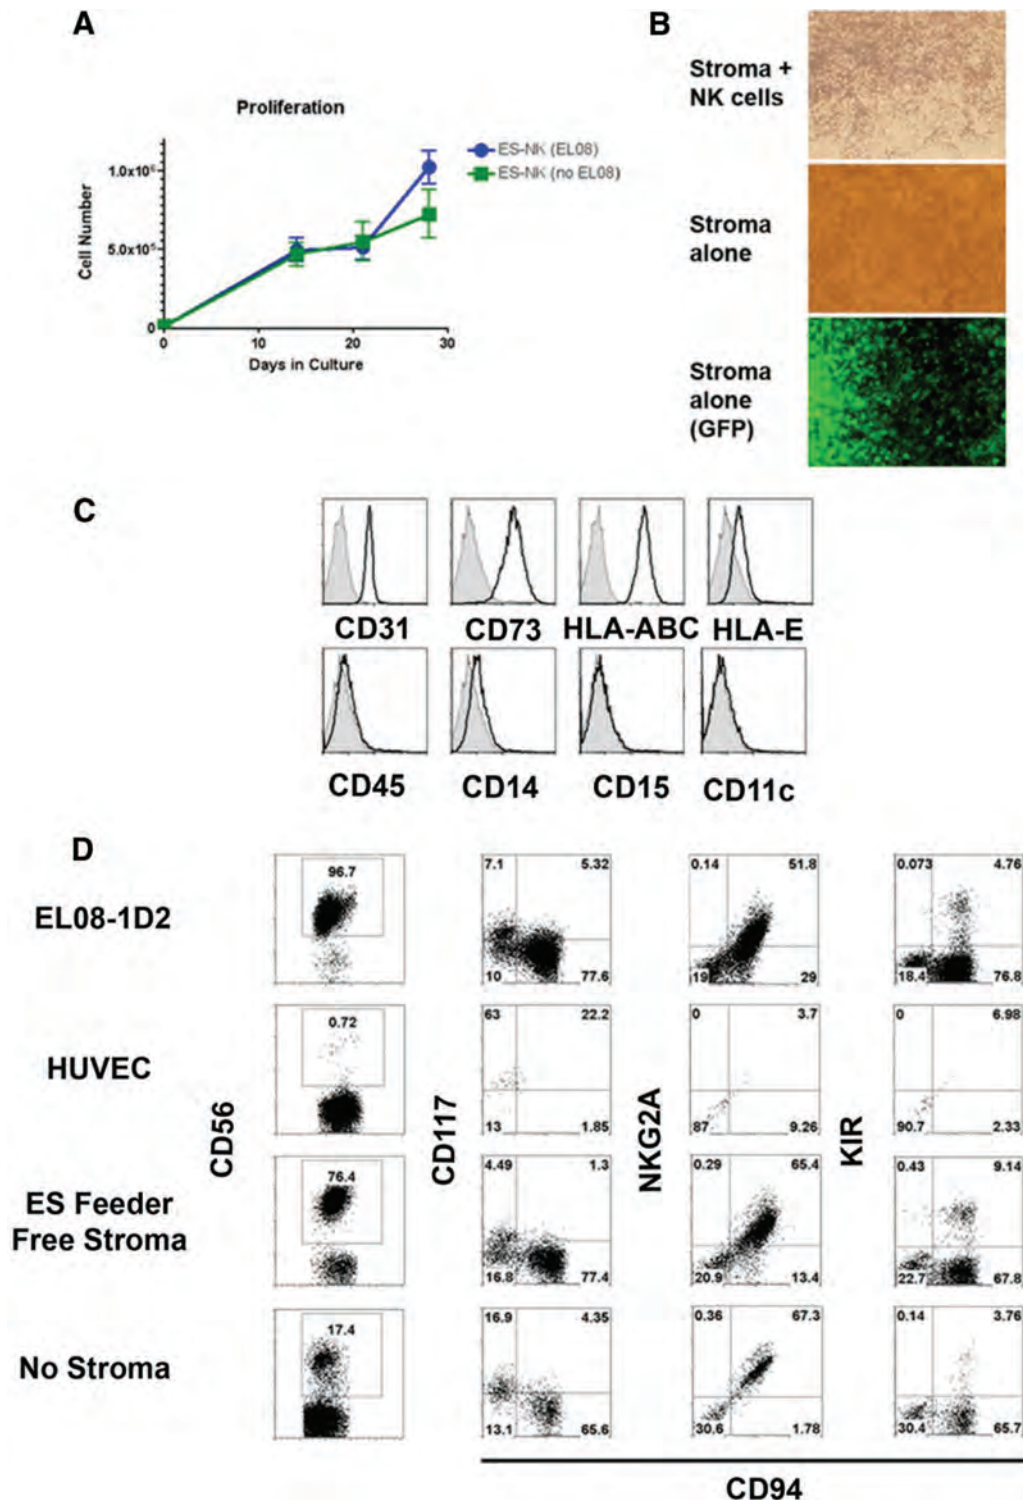 A
Proliferation
1.0x10⁶
5.0x10⁵
0
Cell Number
0
10
20
30
Days in Culture
ES-NK (EL08)
ES-NK (no EL08)
B
Stroma +
NK cells
Stroma
alone
Stroma
alone
(GFP)
C
CD31 CD73 HLA-ABC HLA-E
CD45 CD14 CD15 CD11c
D
EL08-1D2
96.7
7.1 5.32
10 77.6
0.14 51.8
19 29
0.073 4.76
18.4 76.8
HUVEC
0.72
63 22.2
13 1.85
0 3.7
87 9.26
0 6.98
90.7 2.33
CD56
CD117
NKG2A
KIR
ES Feeder
Free Stroma
76.4
4.49 1.3
16.8 77.4
0.29 65.4
20.9 13.4
0.43 9.14
22.7 67.8
No Stroma
17.4
16.9 4.35
13.1 65.6
0.36 67.3
30.6 1.78
0.14 3.76
30.4 65.7
CD94